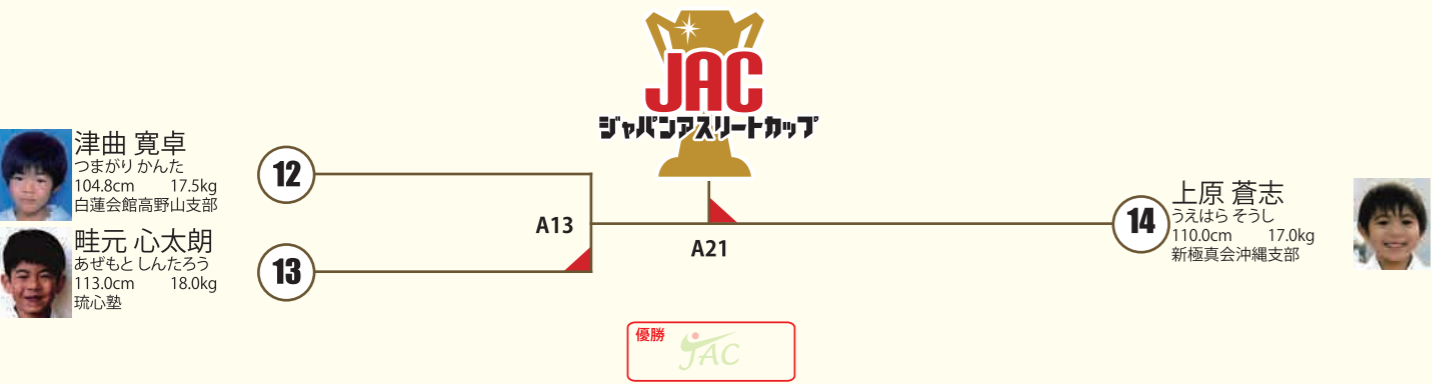 JAC
ジャパンアスリートカップ
津曲 寛卓
つまがり かんた
104.8cm 17.5kg
白蓮会館高野山支部
12
畦元 心太朗
あぜもと しんたろう
113.0cm 18.0kg
琉心塾
13
A13
A21
14
上原 蒼志
うえはら そうし
110.0cm 17.0kg
新極真会沖縄支部
優勝
JAC